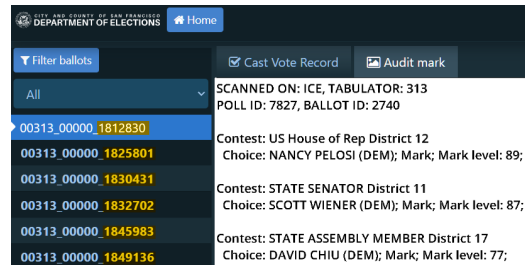 CITY AND COUNTY OF SAN FRANCISCO
DEPARTMENT OF ELECTIONS
Home
Filter ballots
Cast Vote Record
Audit mark
All
00313_00000_1812830
00313_00000_1825801
00313_00000_1830431
00313_00000_1832702
00313_00000_1845983
00313_00000_1849136
SCANNED ON: ICE, TABULATOR: 313
POLL ID: 7827, BALLOT ID: 2740
Contest: US House of Rep District 12
Choice: NANCY PELOSI (DEM); Mark; Mark level: 89;
Contest: STATE SENATOR District 11
Choice: SCOTT WIENER (DEM); Mark; Mark level: 87;
Contest: STATE ASSEMBLY MEMBER District 17
Choice: DAVID CHIU (DEM); Mark; Mark level: 77;